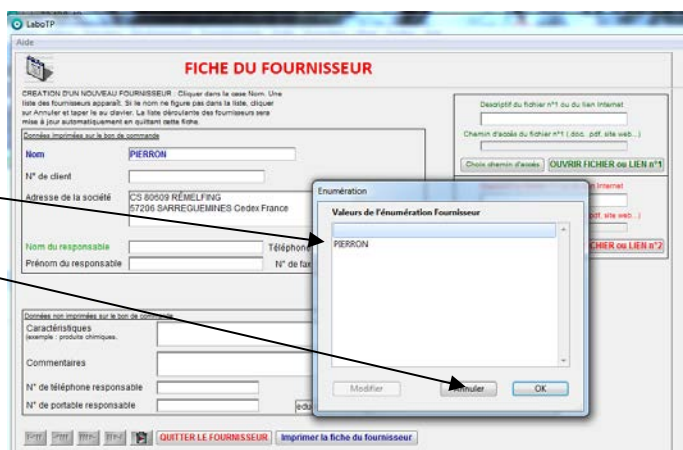 LaboTP
Aide
FICHE DU FOURNISSEUR
CREATION D'UN NOUVEAU FOURNISSEUR : Cliquer dans la case Nom. Une
liste des fournisseurs apparaît. Si le nom ne figure pas dans la liste, cliquer
sur Annuler et taper le au clavier. La liste déroulante des fournisseurs sera
mise à jour automatiquement en quittant cette fiche.
Données imprimées sur le bon de commande
Nom
PIERRON
N° de client
Adresse de la société
CS 80609 RÉMELFING
57206 SARREGUEMINES Cedex France
Nom du responsable
Téléphone
Prénom du responsable
N° de fax
Données non imprimées sur le bon de commande
Caractéristiques
(exemple : produits chimiques,
Commentaires
N° de téléphone responsable
N° de portable responsable
edu
QUITTER LE FOURNISSEUR
Imprimer la fiche du fournisseur
Descriptif du fichier n°1 ou du lien Internet
Chemin d'accès du fichier n°1 (.doc, .pdf, site web...)
Choix chemin d'accès
OUVRIR FICHIER ou LIEN n°1
Internet
.pdf, site web...)
CHIER ou LIEN n°2
Enumération
Valeurs de l'énumération Fournisseur
PIERRON
Modifier
Annuler
OK